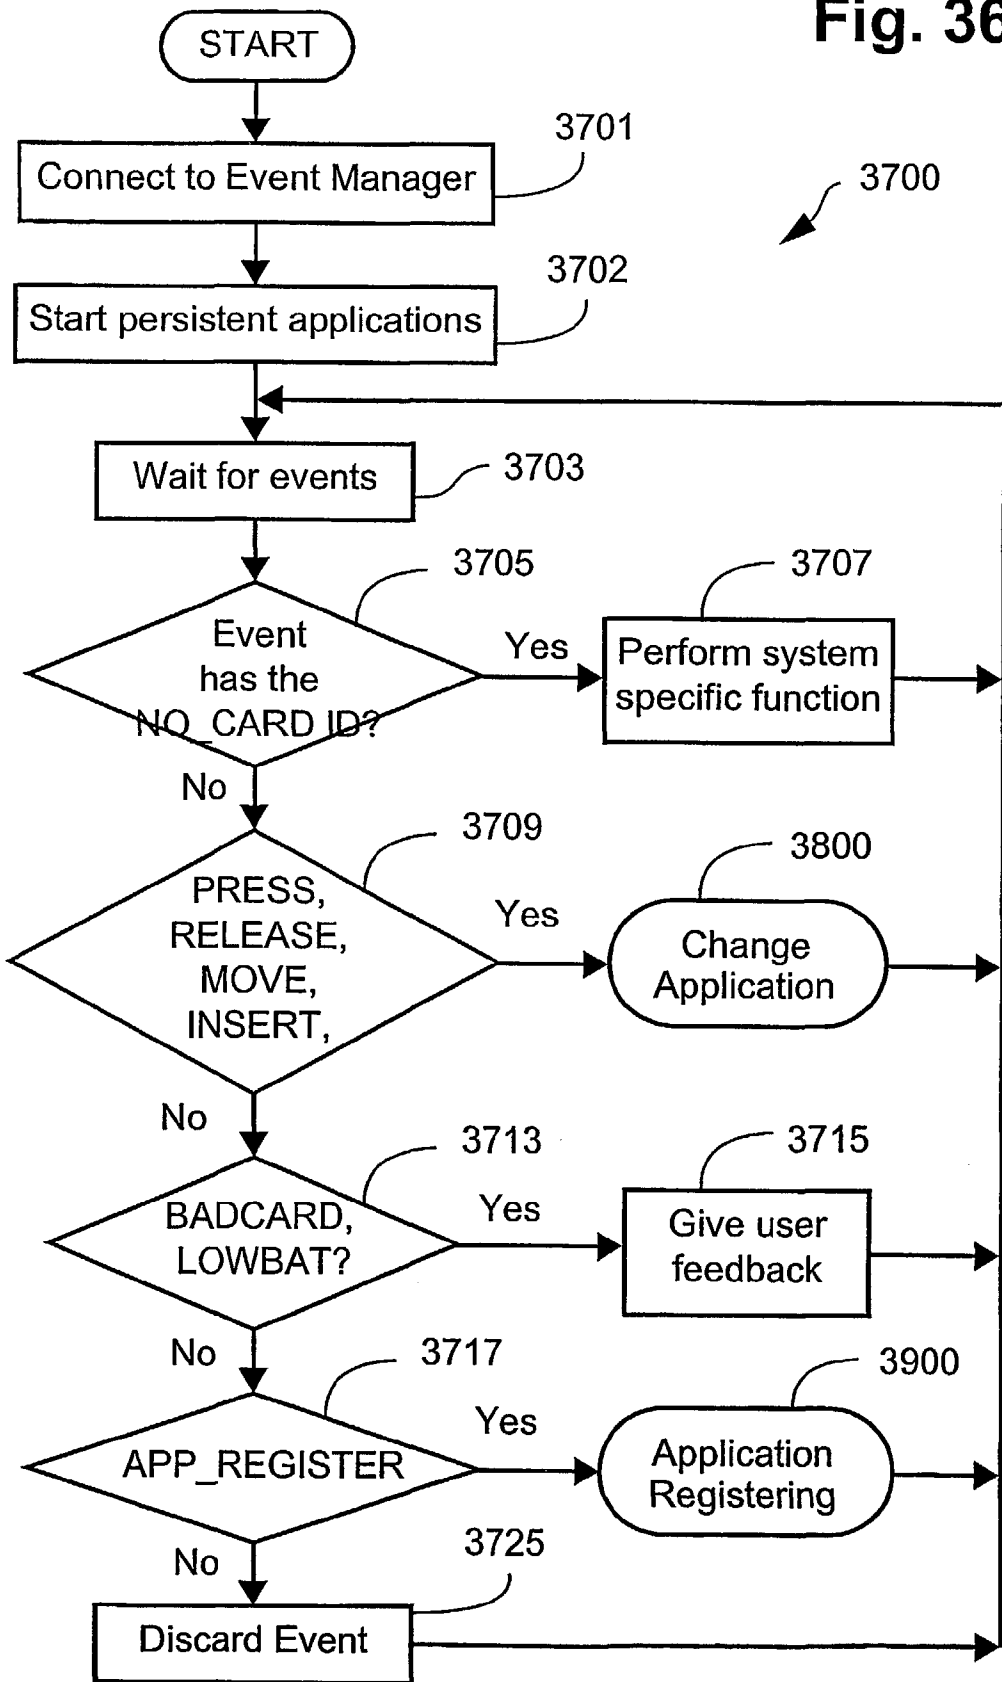 Fig. 36
START
3701
Connect to Event Manager
3700
3702
Start persistent applications
Wait for events
3703
3705
Event
has the
NO_CARD ID?
Yes
3707
Perform system
specific function
No
3709
PRESS,
RELEASE,
MOVE,
INSERT,
Yes
3800
Change
Application
No
3713
BADCARD,
LOWBAT?
Yes
3715
Give user
feedback
No
3717
APP_REGISTER
Yes
3900
Application
Registering
No
3725
Discard Event